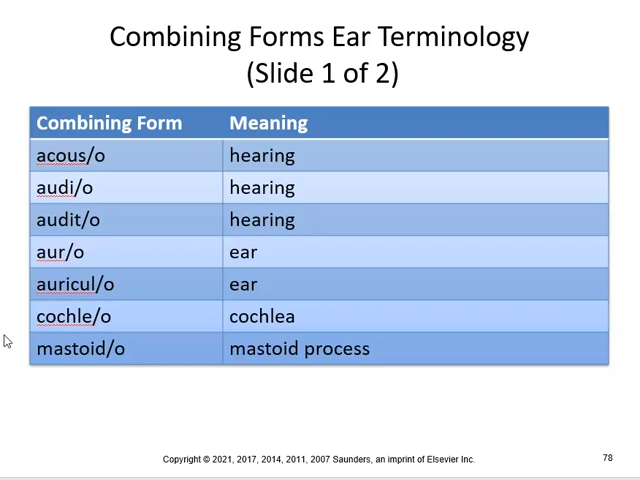 Combining Forms Ear Terminology
(Slide 1 of 2)
Combining Form Meaning
acous/o hearing
audi/o hearing
audit/o hearing
aur/o ear
auricul/o ear
cochle/o cochlea
mastoid/o mastoid process
Copyright © 2021, 2017, 2014, 2011, 2007 Saunders, an imprint of Elsevier Inc.
78